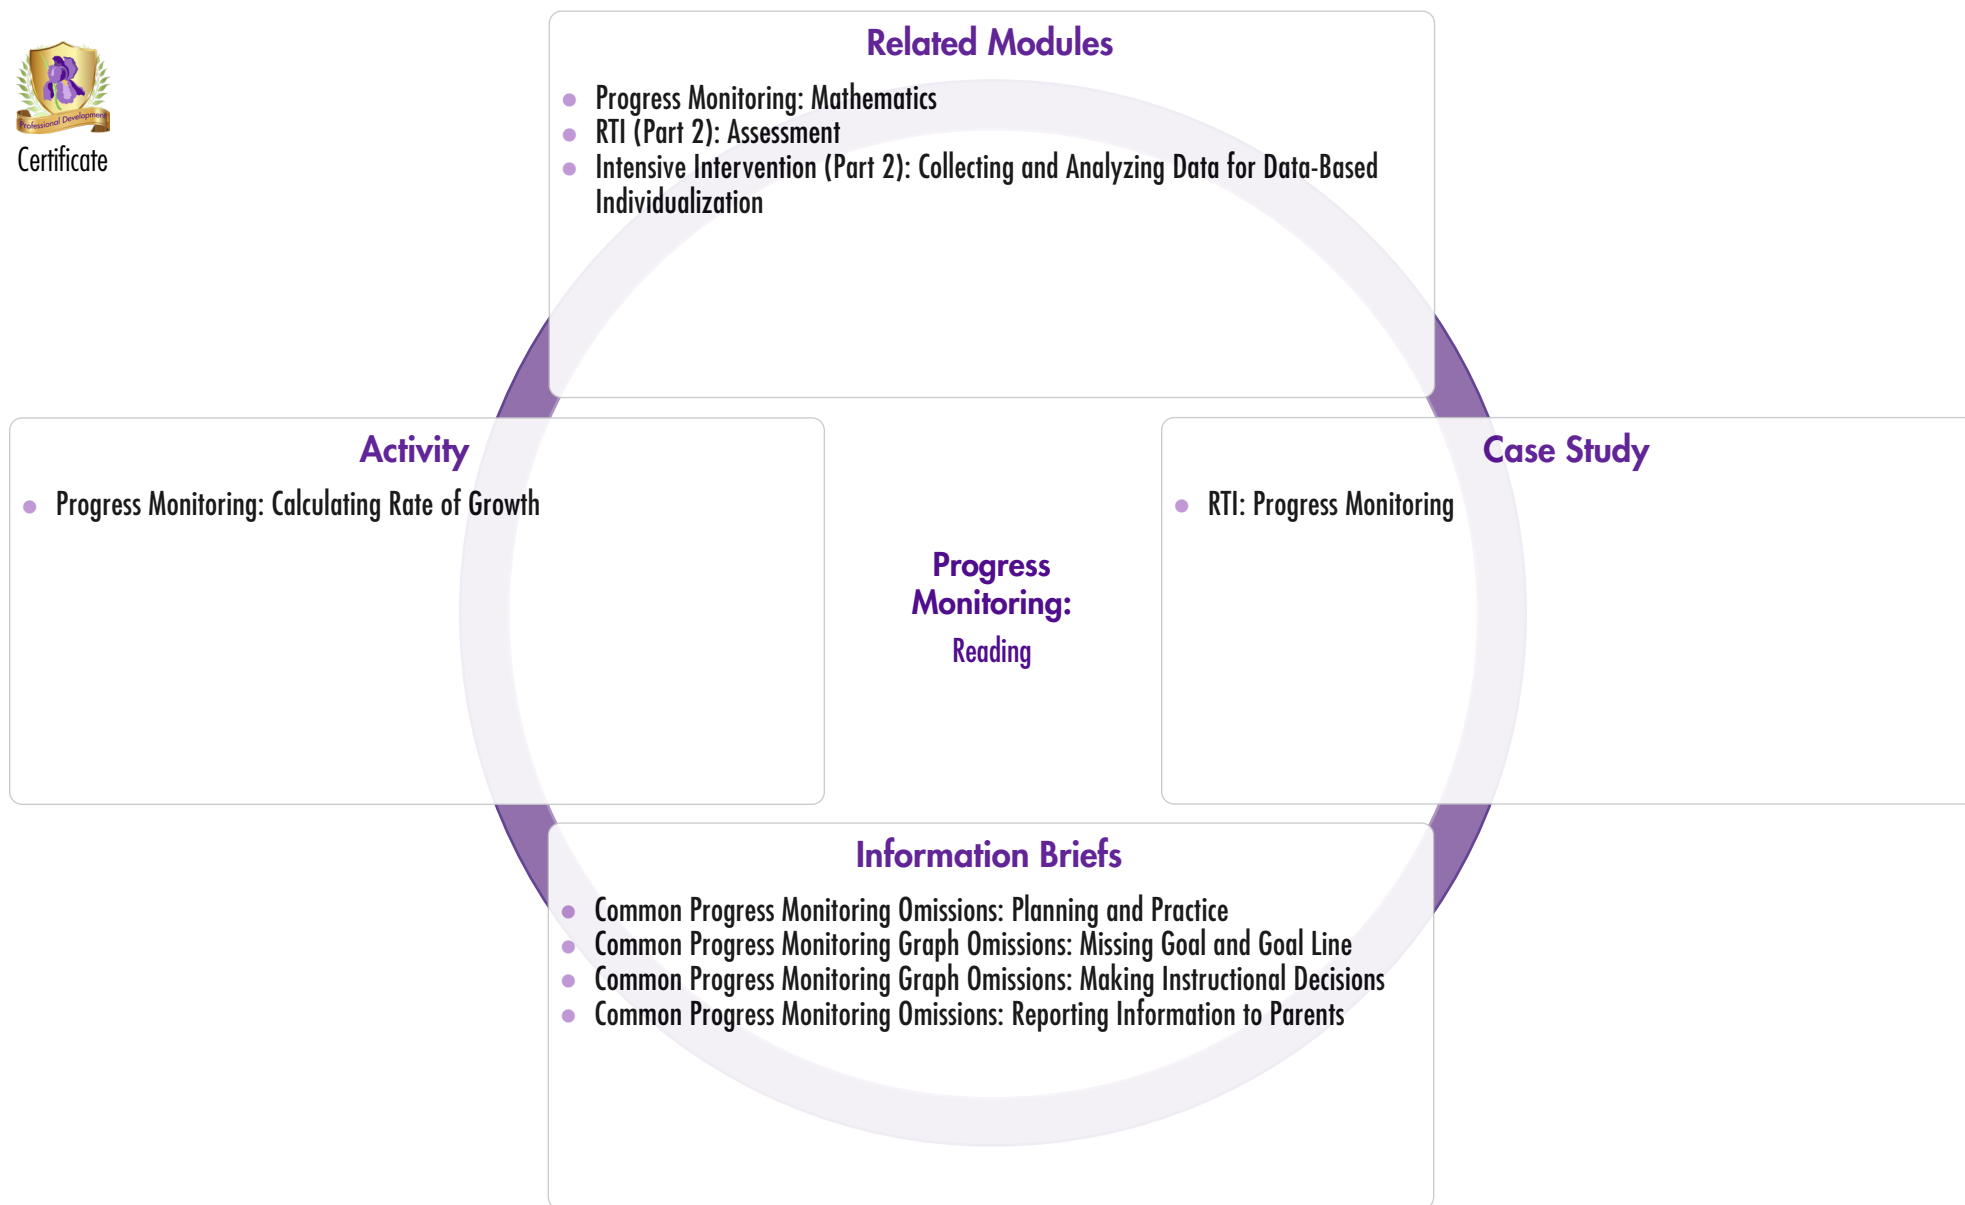 Professional Development
Certificate
Related Modules
Progress Monitoring: Mathematics
RTI (Part 2): Assessment
Intensive Intervention (Part 2): Collecting and Analyzing Data for Data-Based
Individualization
Activity
Progress Monitoring: Calculating Rate of Growth
Progress
Monitoring:
Reading
Case Study
RTI: Progress Monitoring
Information Briefs
Common Progress Monitoring Omissions: Planning and Practice
Common Progress Monitoring Graph Omissions: Missing Goal and Goal Line
Common Progress Monitoring Graph Omissions: Making Instructional Decisions
Common Progress Monitoring Omissions: Reporting Information to Parents